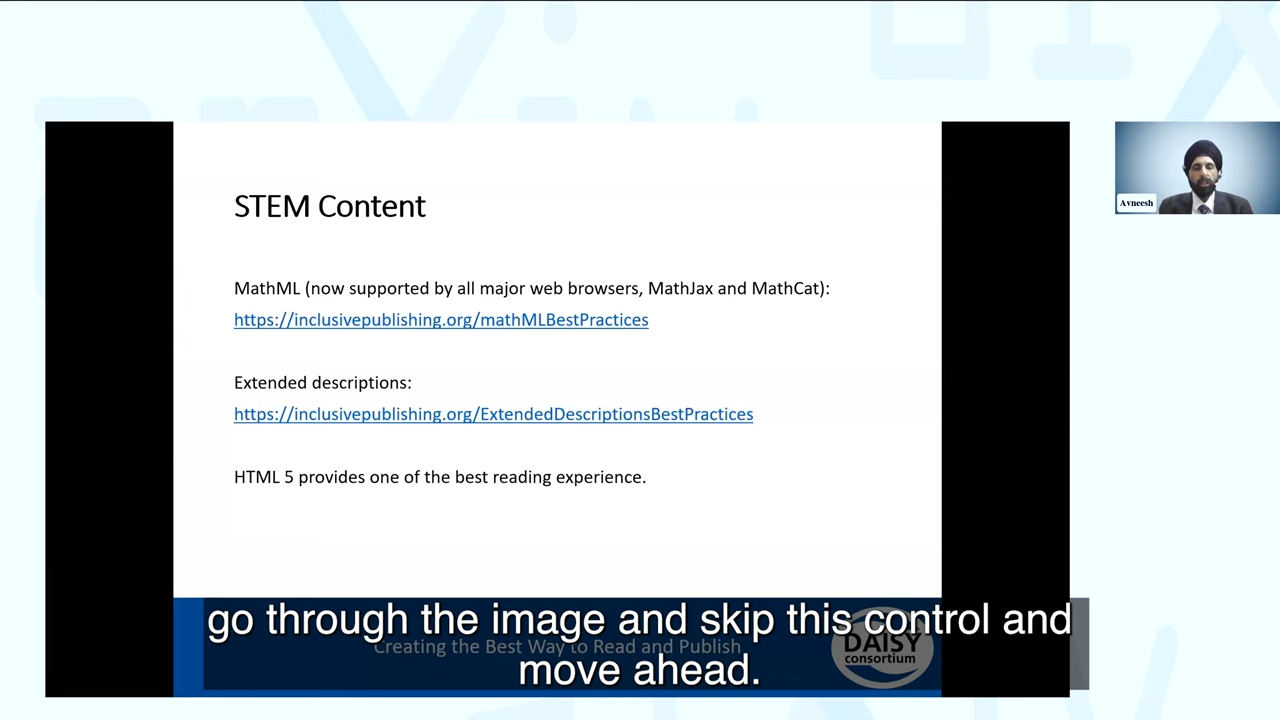 STEM Content
MathML (now supported by all major web browsers, MathJax and MathCat):
https://inclusivepublishing.org/mathMLBestPractices
Extended descriptions:
https://inclusivepublishing.org/ExtendedDescriptionsBestPractices
HTML 5 provides one of the best reading experience.
Creating the Best Way to Read and Publish
DAISY
consortium
go through the image and skip this control and
move ahead.
Avneesh